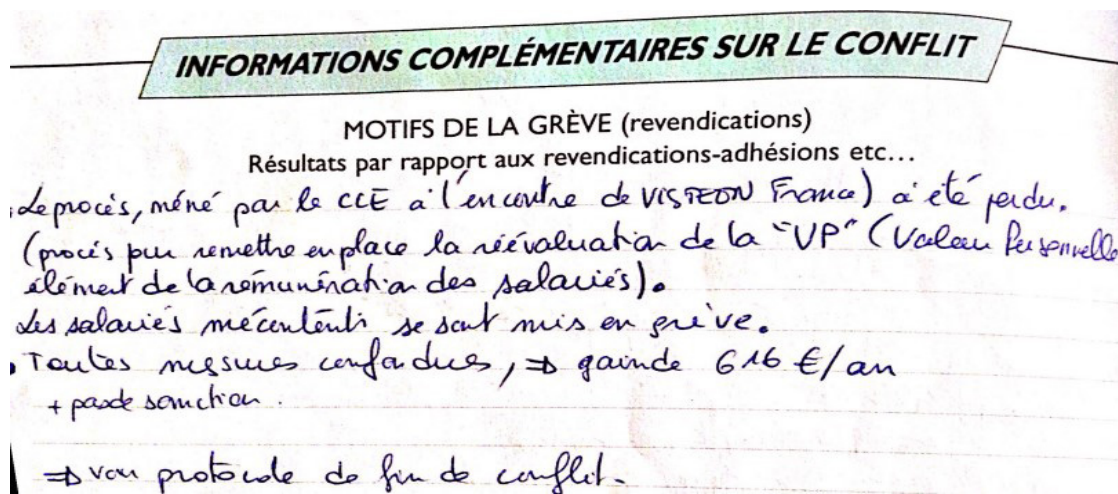 INFORMATIONS COMPLÉMENTAIRES SUR LE CONFLIT
MOTIFS DE LA GRÈVE (revendications)
Résultats par rapport aux revendications-adhésions etc...
. Le procès, méné par le CCE à l'encontre de VISTEON France) a été perdu.
(procès pur remettre en place la réévaluation de la "VP" (Valeur Personnelle
élément de la rémunération des salariés).
Les salariés mécontents se sont mis en grève.
. Toutes mesures confondues, ⇒ gain de 616 €/an
+ pas de sanction.
⇒ voir protocole de fin de conflit.